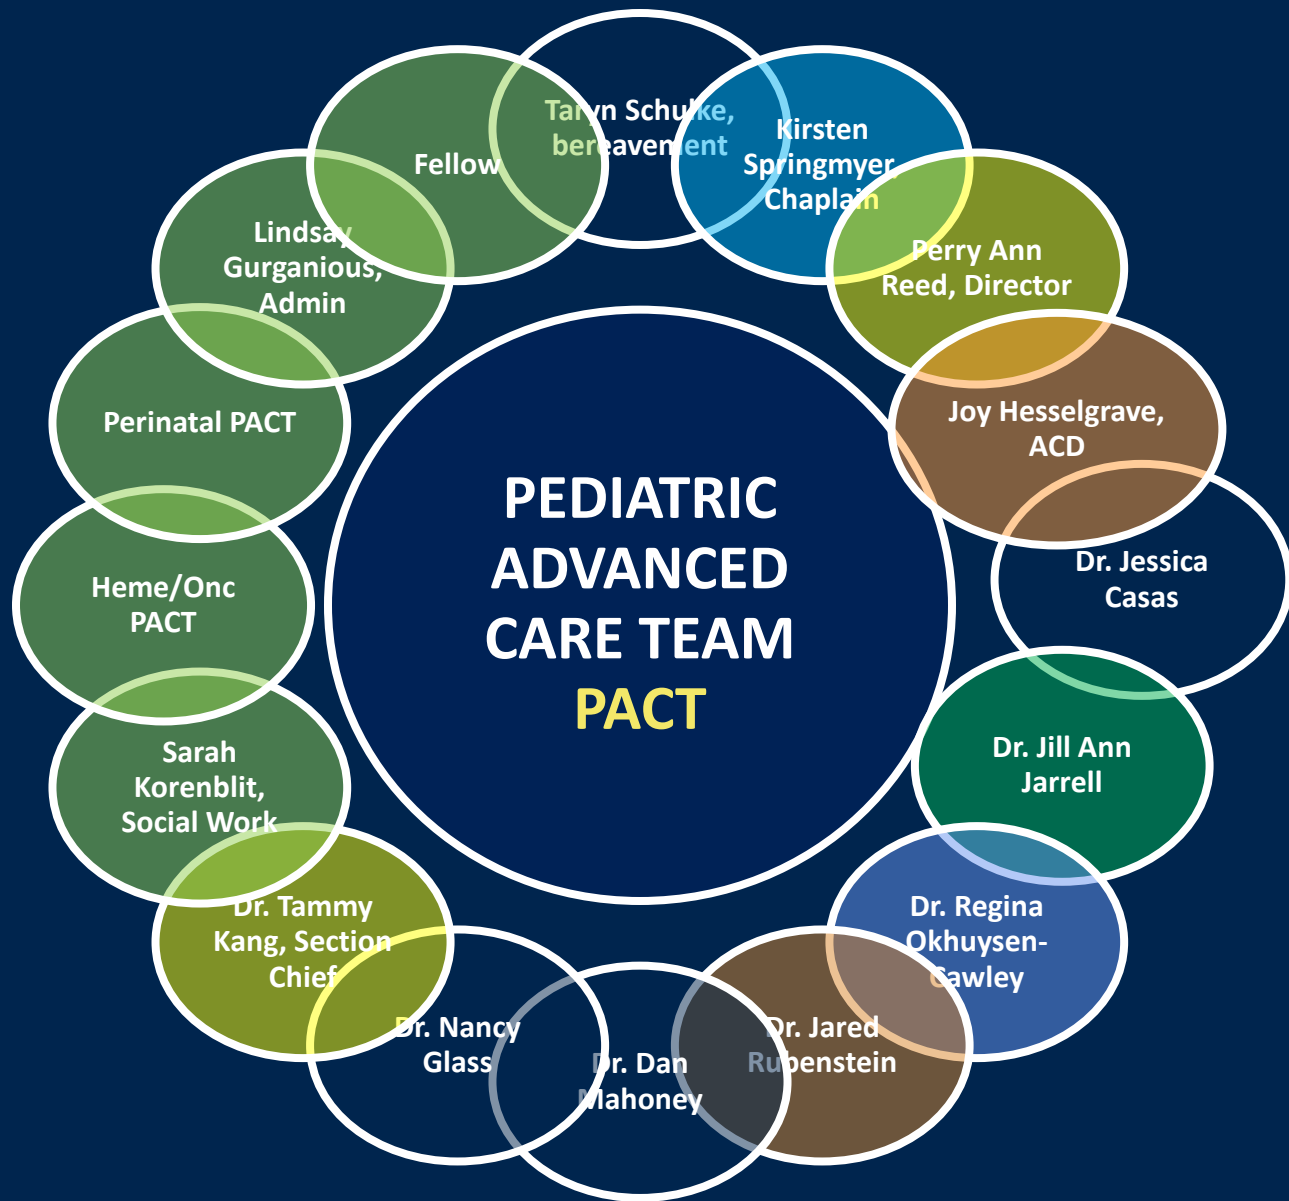 PEDIATRIC
ADVANCED
CARE TEAM
PACT
Taryn Schulke,
bereavement
Kirsten
Springmyer,
Chaplain
Perry Ann
Reed, Director
Joy Hesselgrave,
ACD
Dr. Jessica
Casas
Dr. Jill Ann
Jarrell
Dr. Regina
Okhuysen-
Cawley
Dr. Jared
Rubenstein
Dr. Dan
Mahoney
Dr. Nancy
Glass
Dr. Tammy
Kang, Section
Chief
Sarah
Korenblit,
Social Work
Heme/Onc
PACT
Perinatal PACT
Lindsay
Gurganious,
Admin
Fellow